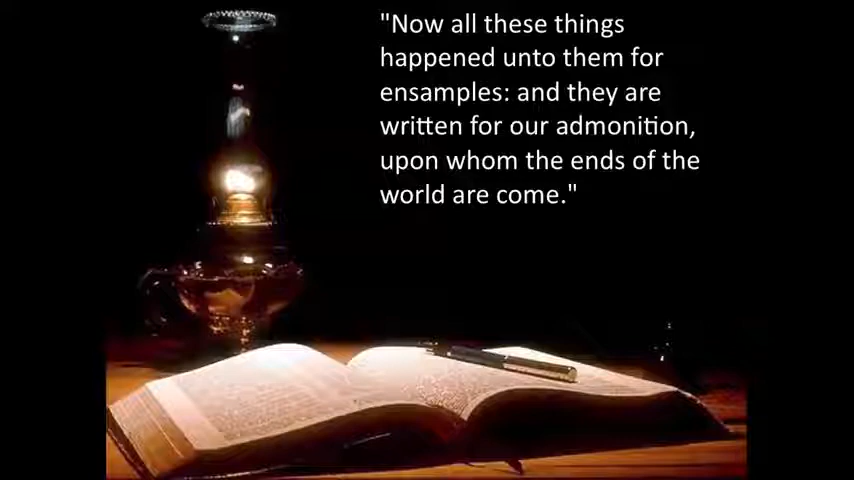 "Now all these things
happened unto them for
ensamples: and they are
written for our admonition,
upon whom the ends of the
world are come."